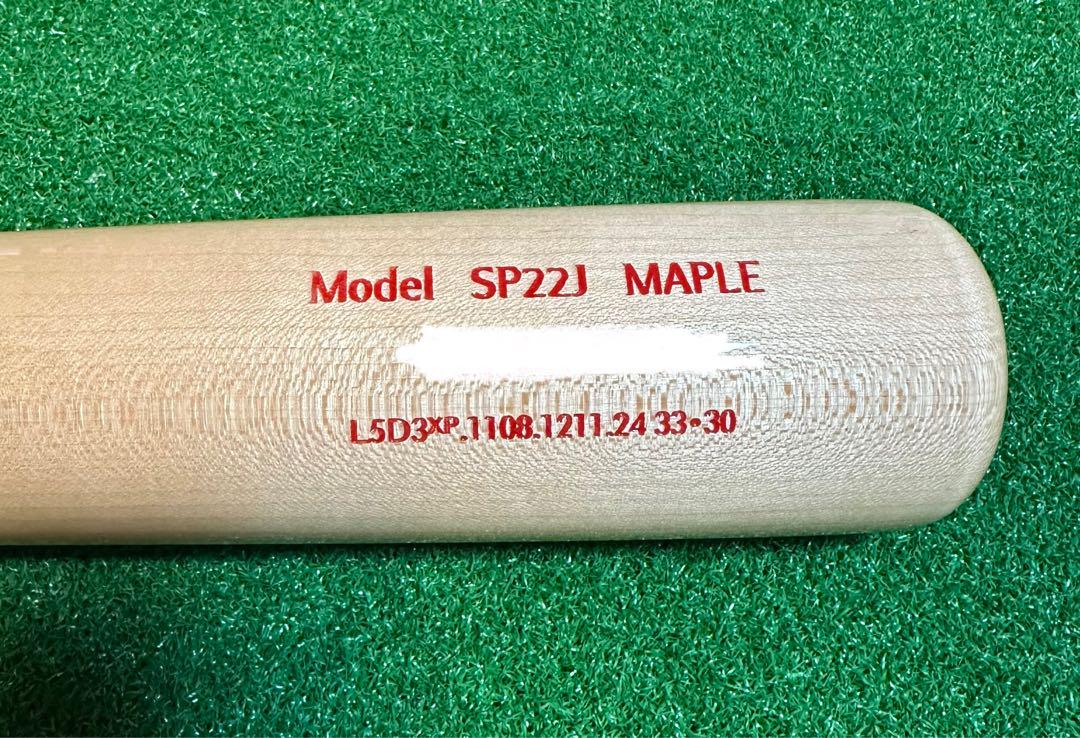 Model SP22J MAPLE
L5D3XP.1108.1211.24 33•30